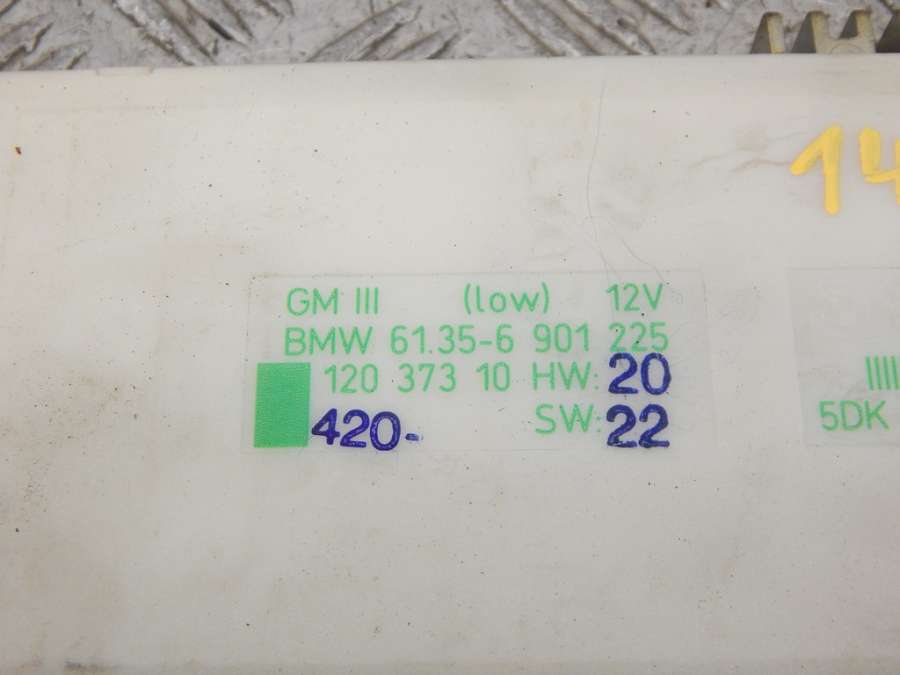 14
GM III (low) 12V
BMW 61.35-6 901 225
120 373 10 HW: 20
420- SW: 22
5DK